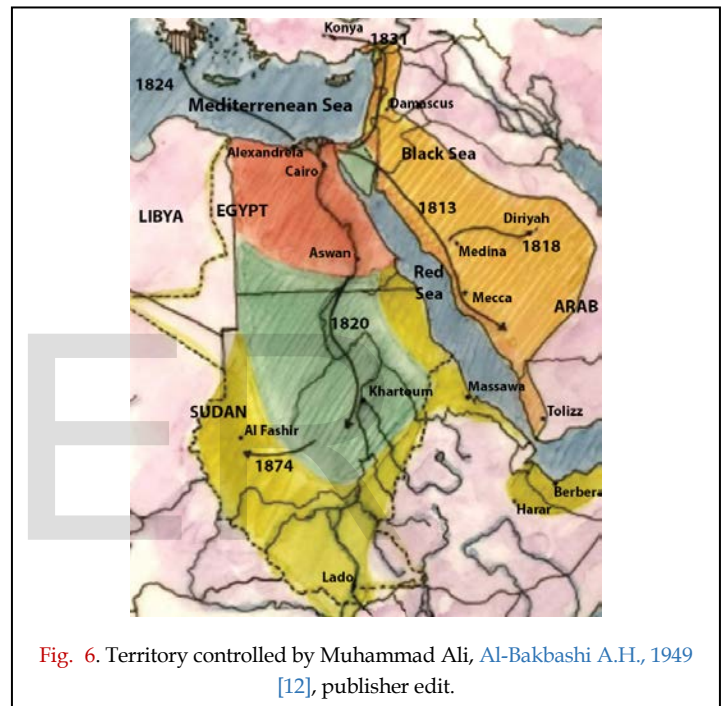 Konya
1831
1824
Mediterrenean Sea
Damascus
Alexandrela
Cairo
Black Sea
LIBYA
EGYPT
1813
Diriyah
Medina
1818
Aswan
Red
Sea
Mecca
ARAB
1820
Khartoum
Massawa
SUDAN
Al Fashir
Tolizz
1874
Berbera
Harar
Lado
ER
Fig. 6. Territory controlled by Muhammad Ali, Al-Bakbashi A.H., 1949
[12], publisher edit.